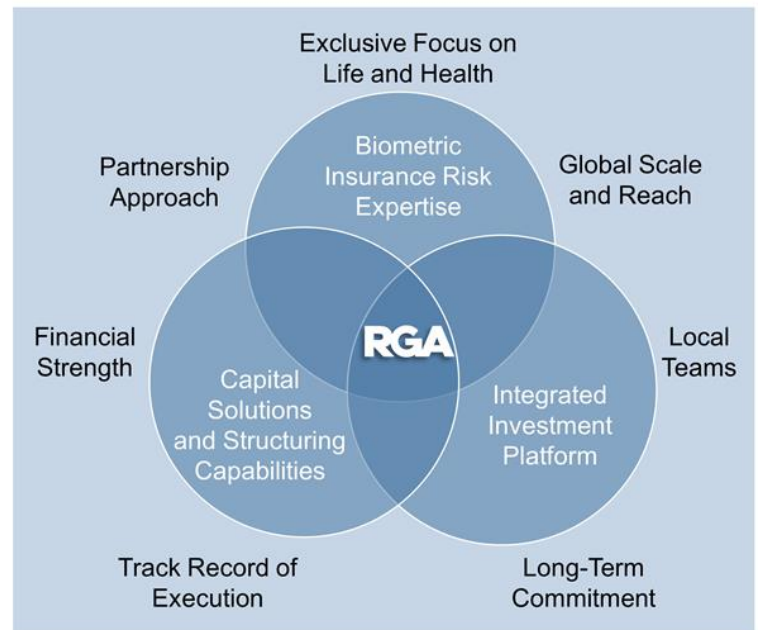 Exclusive Focus on
Life and Health
Partnership
Approach
Biometric
Insurance Risk
Expertise
Global Scale
and Reach
Financial
Strength
RGA
Local
Teams
Capital
Solutions
and Structuring
Capabilities
Integrated
Investment
Platform
Track Record of
Execution
Long-Term
Commitment